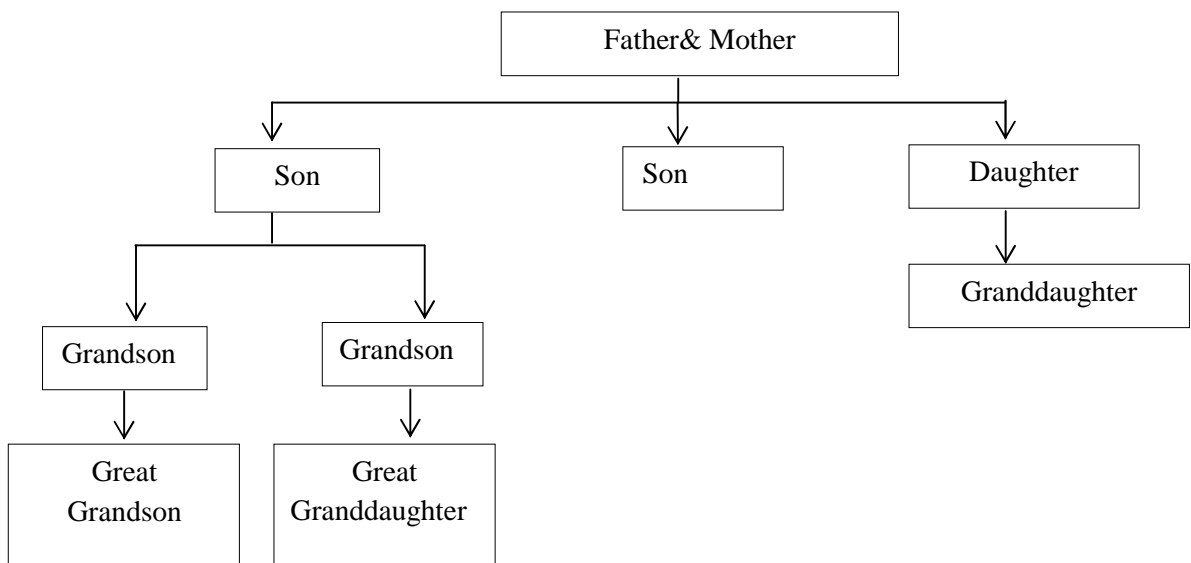 Father& Mother
Son
Son
Daughter
Granddaughter
Grandson
Grandson
Great
Grandson
Great
Granddaughter